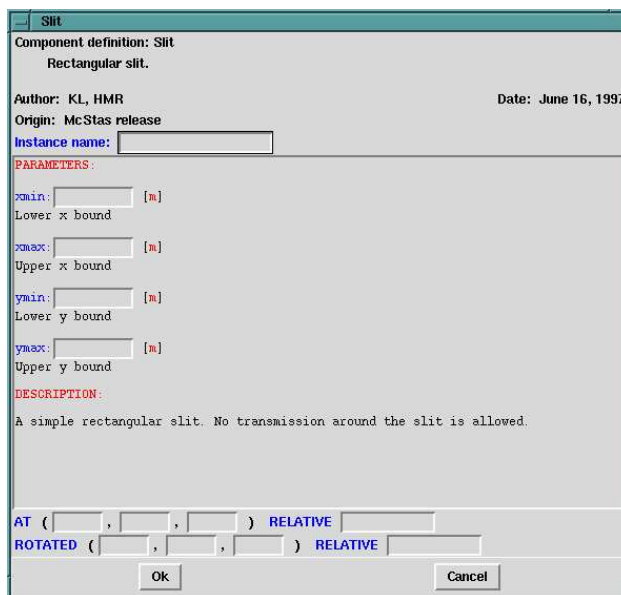 Slit
Component definition: Slit
Rectangular slit.
Author: KL, HMR Date: June 16, 1997
Origin: McStas release
Instance name:
PARAMETERS:
xmin: [m]
Lower x bound
xmax: [m]
Upper x bound
ymin: [m]
Lower y bound
ymax: [m]
Upper y bound
DESCRIPTION:
A simple rectangular slit. No transmission around the slit is allowed.
AT ( , , ) RELATIVE
ROTATED ( , , ) RELATIVE
Ok Cancel